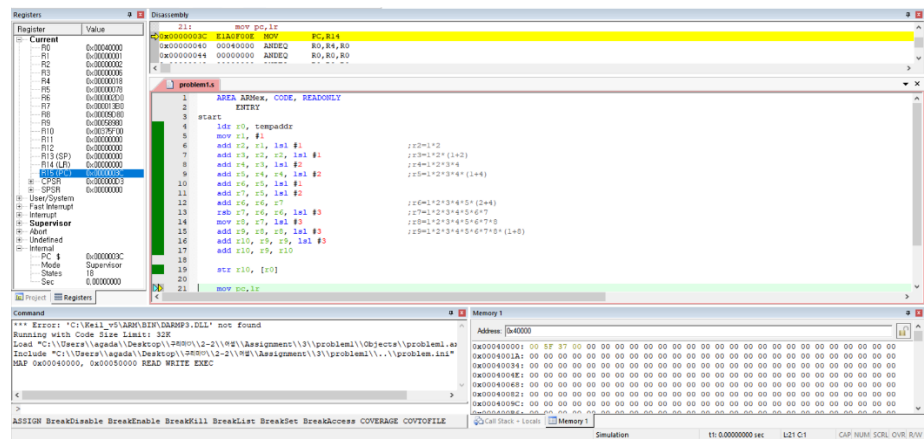 Registers
Register Value
Current
R0 0x00040000
R1 0x00000001
R2 0x00000002
R3 0x00000006
R4 0x00000018
R5 0x00000078
R6 0x000002D0
R7 0x000013B0
R8 0x00009D80
R9 0x00058980
R10 0x00375F00
R11 0x00000000
R12 0x00000000
R13 (SP) 0x00000000
R14 (LR) 0x00000000
R15 (PC) 0x0000003C
CPSR 0x000000D3
SPSR 0x00000000
User/System
Fast Interrupt
Interrupt
Supervisor
Abort
Undefined
Internal
PC $ 0x0000003C
Mode Supervisor
States 18
Sec 0.00000000
Project Registers
Disassembly
21: mov pc,lr
0x0000003C E1A0F00E MOV PC,R14
0x00000040 00040000 ANDEQ R0,R4,R0
0x00000044 00000000 ANDEQ R0,R0,R0
problem1.s
1 AREA ARMex, CODE, READONLY
2 ENTRY
3 start
4 ldr r0, tempaddr
5 mov r1, #1
6 add r2, r1, lsl #1 ;r2=1*2
7 add r3, r2, r2, lsl #1 ;r3=1*2*(1+2)
8 add r4, r3, lsl #2 ;r4=1*2*3*4
9 add r5, r4, r4, lsl #2 ;r5=1*2*3*4*(1+4)
10 add r6, r5, lsl #1
11 add r7, r5, lsl #2
12 add r6, r6, r7 ;r6=1*2*3*4*5*(2+4)
13 rsb r7, r6, r6, lsl #3 ;r7=1*2*3*4*5*6*7
14 mov r8, r7, lsl #3 ;r8=1*2*3*4*5*6*7*8
15 add r9, r8, r8, lsl #3 ;r9=1*2*3*4*5*6*7*8*(1+8)
16 add r10, r9, r9, lsl #3
17 add r10, r9, r10
18
19 str r10, [r0]
20
21 mov pc,lr
Command
*** Error: 'C:\Keil_v5\ARM\BIN\DARMP3.DLL' not found
Running with Code Size Limit: 32K
MAP 0x00040000, 0x00050000 READ WRITE EXEC
>
ASSIGN BreakDisable BreakEnable BreakKill BreakList BreakSet BreakAccess COVERAGE COVTOFILE
Memory 1
Address: 0x40000
0x00040000: 00 5F 37 00 00 00 00 00 00 00 00 00 00 00 00 00 00 00 00 00 00 00 00 00 00 00
0x0004001A: 00 00 00 00 00 00 00 00 00 00 00 00 00 00 00 00 00 00 00 00 00 00 00 00 00 00
0x00040034: 00 00 00 00 00 00 00 00 00 00 00 00 00 00 00 00 00 00 00 00 00 00 00 00 00 00
0x0004004E: 00 00 00 00 00 00 00 00 00 00 00 00 00 00 00 00 00 00 00 00 00 00 00 00 00 00
0x00040068: 00 00 00 00 00 00 00 00 00 00 00 00 00 00 00 00 00 00 00 00 00 00 00 00 00 00
0x00040082: 00 00 00 00 00 00 00 00 00 00 00 00 00 00 00 00 00 00 00 00 00 00 00 00 00 00
0x0004009C: 00 00 00 00 00 00 00 00 00 00 00 00 00 00 00 00 00 00 00 00 00 00 00 00 00 00
Call Stack + Locals Memory 1
Simulation t1: 0.00000000 sec L:21 C:1 CAP NUM SCRL OVR R/W